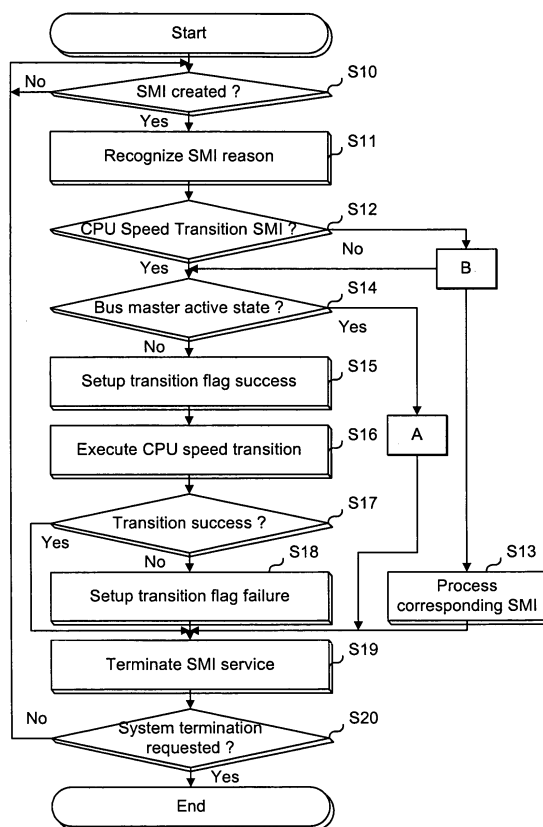 Start
No
SMI created ?
S10
Yes
Recognize SMI reason
S11
CPU Speed Transition SMI ?
S12
No
B
Yes
Bus master active state ?
S14
Yes
No
Setup transition flag success
S15
A
Execute CPU speed transition
S16
Transition success ?
S17
Yes
No
S18
S13
Setup transition flag failure
Process
corresponding SMI
Terminate SMI service
S19
No
System termination
requested ?
S20
Yes
End